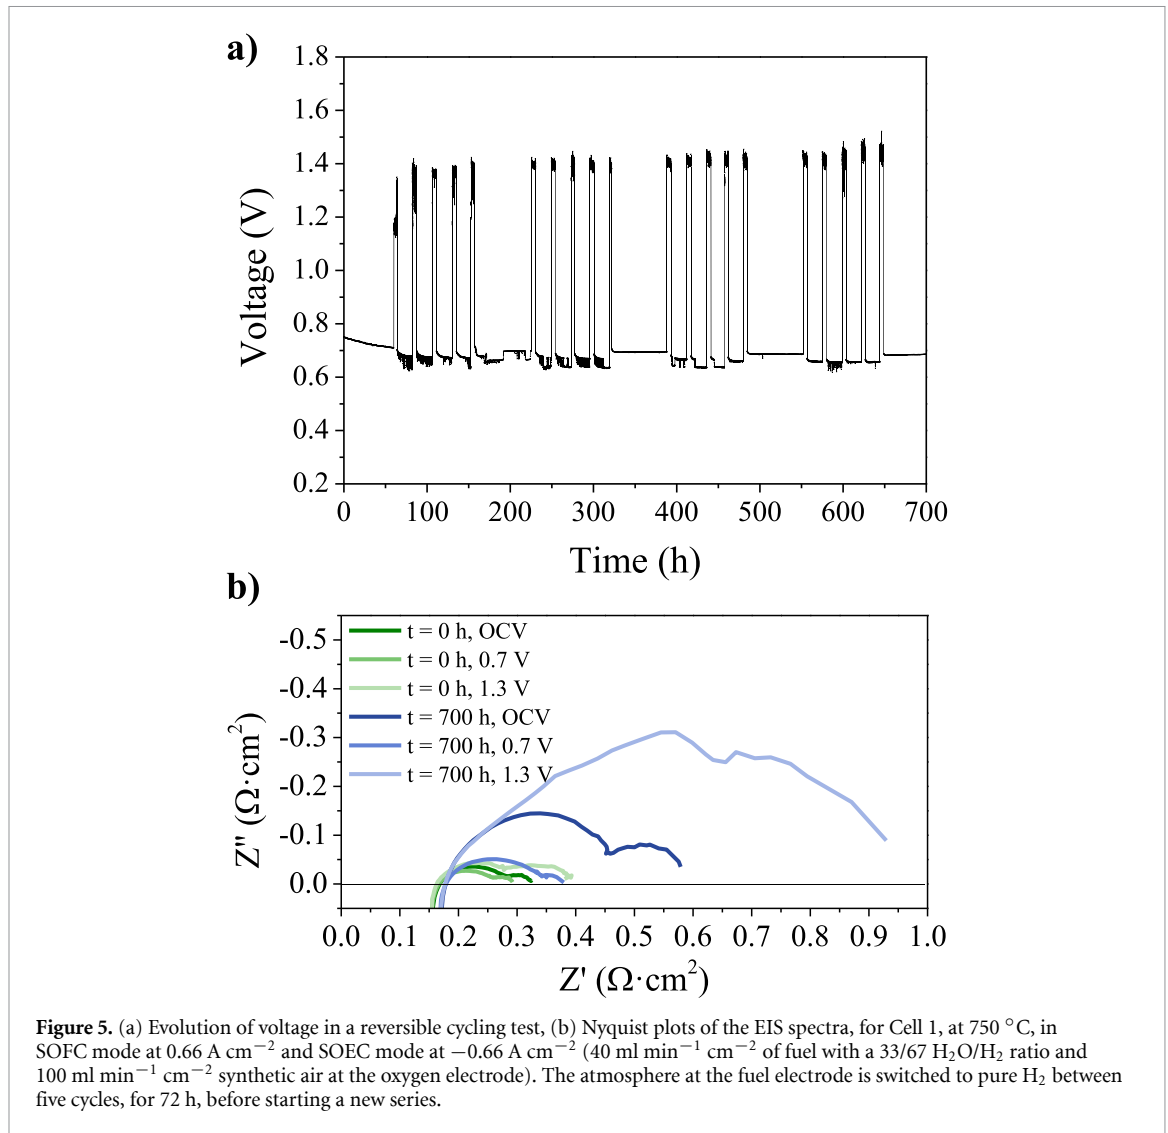 a)
1.8
1.6
1.4
1.2
1.0
0.8
0.6
0.4
0.2
Voltage (V)
0 100 200 300 400 500 600 700
Time (h)
b)
-0.5
-0.4
-0.3
-0.2
-0.1
0.0
Z'' (Ω·cm²)
t = 0 h, OCV
t = 0 h, 0.7 V
t = 0 h, 1.3 V
t = 700 h, OCV
t = 700 h, 0.7 V
t = 700 h, 1.3 V
0.0 0.1 0.2 0.3 0.4 0.5 0.6 0.7 0.8 0.9 1.0
Z' (Ω·cm²)
Figure 5. (a) Evolution of voltage in a reversible cycling test, (b) Nyquist plots of the EIS spectra, for Cell 1, at 750 °C, in
SOFC mode at 0.66 A cm⁻² and SOEC mode at −0.66 A cm⁻² (40 ml min⁻¹ cm⁻² of fuel with a 33/67 H₂O/H₂ ratio and
100 ml min⁻¹ cm⁻² synthetic air at the oxygen electrode). The atmosphere at the fuel electrode is switched to pure H₂ between
five cycles, for 72 h, before starting a new series.